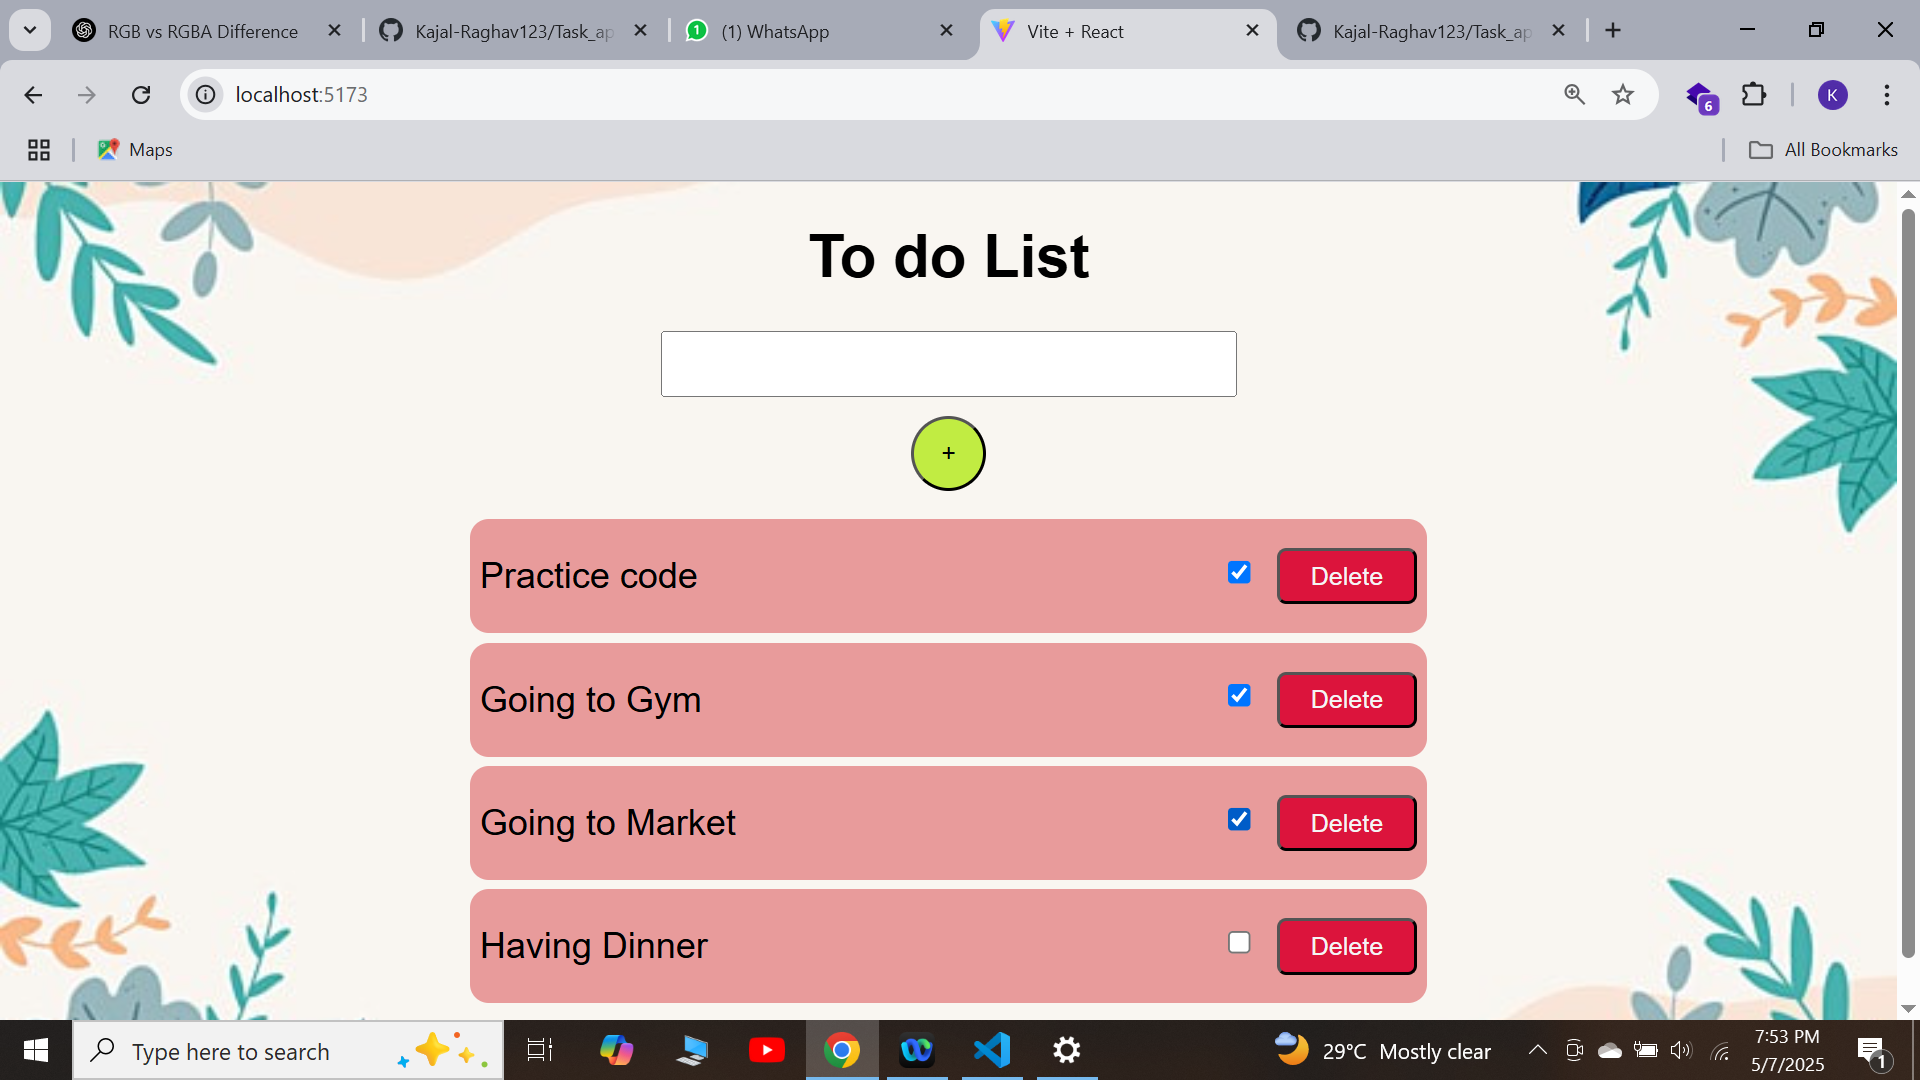 RGB vs RGBA Difference
Kajal-Raghav123/Task_ap
1
(1) WhatsApp
Vite + React
Kajal-Raghav123/Task_ap
localhost:5173
6
K
Maps
All Bookmarks
To do List
+
Practice code
Delete
Going to Gym
Delete
Going to Market
Delete
Having Dinner
Delete
Type here to search
29°C Mostly clear
7:53 PM
5/7/2025
1